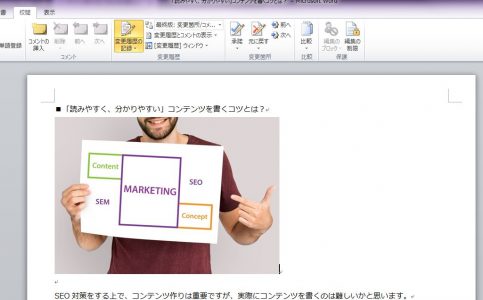 「読みやすく、分かりやすい」コンテンツを書くコツとは？ - Microsoft Word
校閲 表示
単語登録
コメントの挿入 削除 前へ 次へ
コメント
変更履歴の記録
最終版: 変更箇所/コメ...
変更履歴とコメントの表示
[変更履歴] ウィンドウ
変更履歴
承諾 元に戻す 前へ 次へ
変更箇所
比較
比較
編集のブロック 編集の制限
保護
■「読みやすく、分かりやすい」コンテンツを書くコツとは？
Content
MARKETING
SEO
SEM
Concept
SEO 対策をする上で、コンテンツ作りは重要ですが、実際にコンテンツを書くのは難しいかと思います。